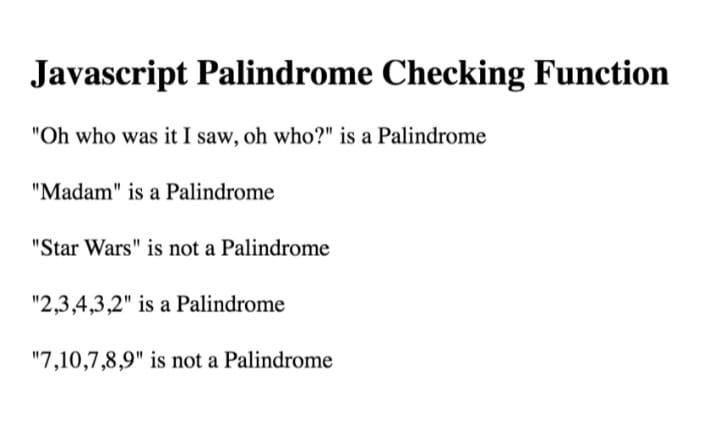 Javascript Palindrome Checking Function
"Oh who was it I saw, oh who?" is a Palindrome
"Madam" is a Palindrome
"Star Wars" is not a Palindrome
"2,3,4,3,2" is a Palindrome
"7,10,7,8,9" is not a Palindrome